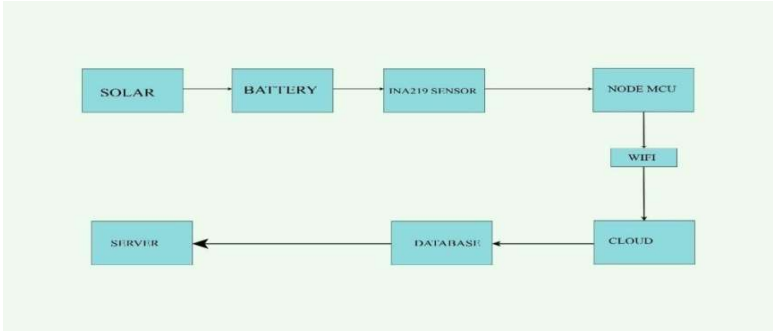 SOLAR
BATTERY
INA219 SENSOR
NODE MCU
WIFI
CLOUD
DATABASE
SERVER